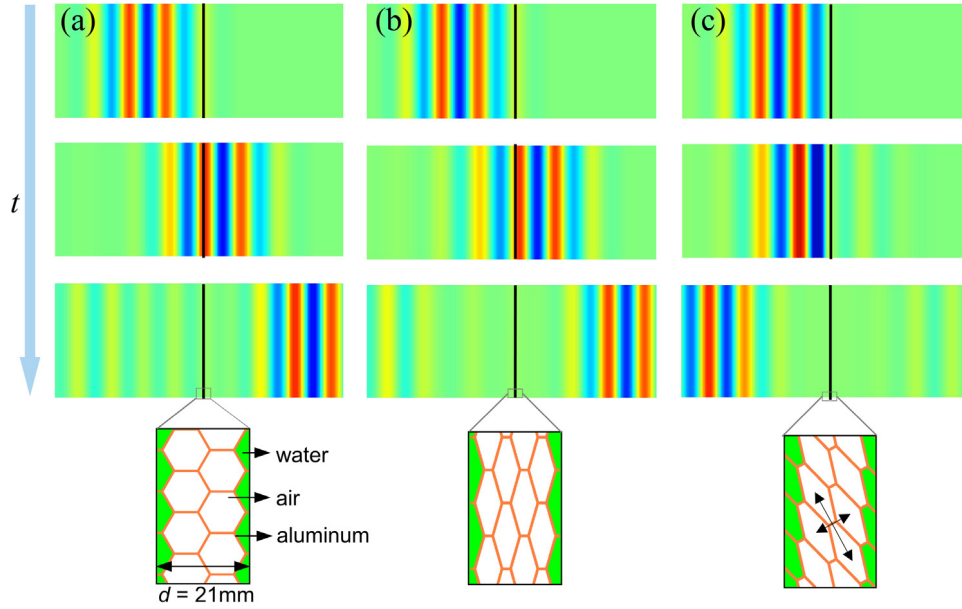 (a)
(b)
(c)
t
water
air
aluminum
d = 21mm